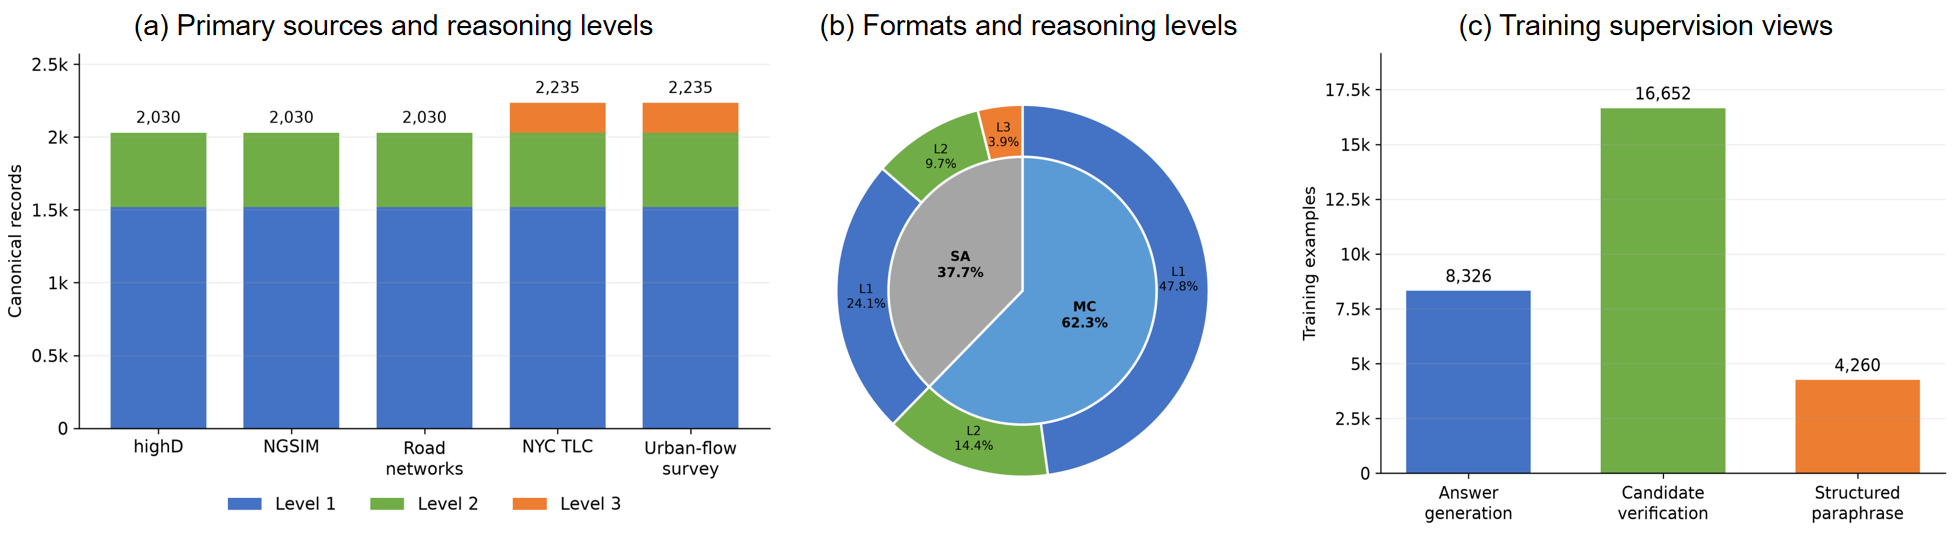 (a) Primary sources and reasoning levels
Canonical records
2.5k
2k
1.5k
1k
0.5k
0
2,030
2,030
2,030
2,235
2,235
highD
NGSIM
Road
networks
NYC TLC
Urban-flow
survey
Level 1
Level 2
Level 3
(b) Formats and reasoning levels
L3
3.9%
L2
9.7%
SA
37.7%
L1
24.1%
MC
62.3%
L1
47.8%
L2
14.4%
(c) Training supervision views
Training examples
17.5k
15k
12.5k
10k
7.5k
5k
2.5k
0
8,326
16,652
4,260
Answer
generation
Candidate
verification
Structured
paraphrase